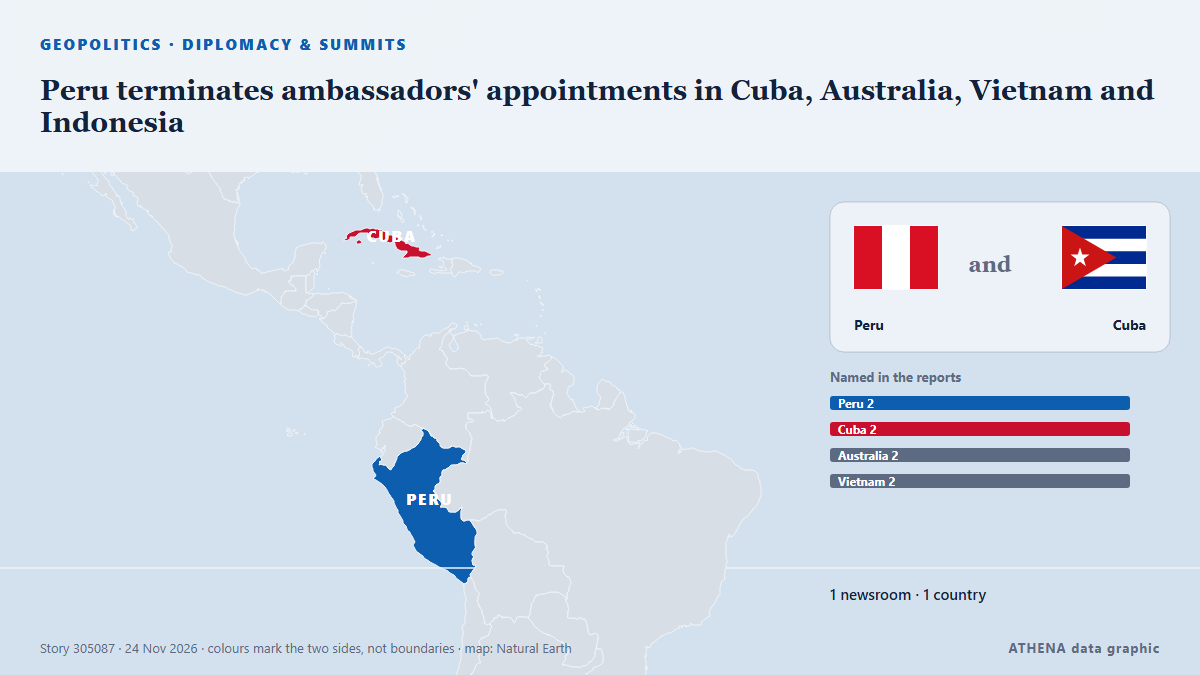 GEOPOLITICS · DIPLOMACY & SUMMITS
Peru terminates ambassadors' appointments in Cuba, Australia, Vietnam and
Indonesia
CUBA
PERU
and
Peru
Cuba
Named in the reports
Peru 2
Cuba 2
Australia 2
Vietnam 2
1 newsroom · 1 country
Story 305087 · 24 Nov 2026 · colours mark the two sides, not boundaries · map: Natural Earth
ATHENA data graphic